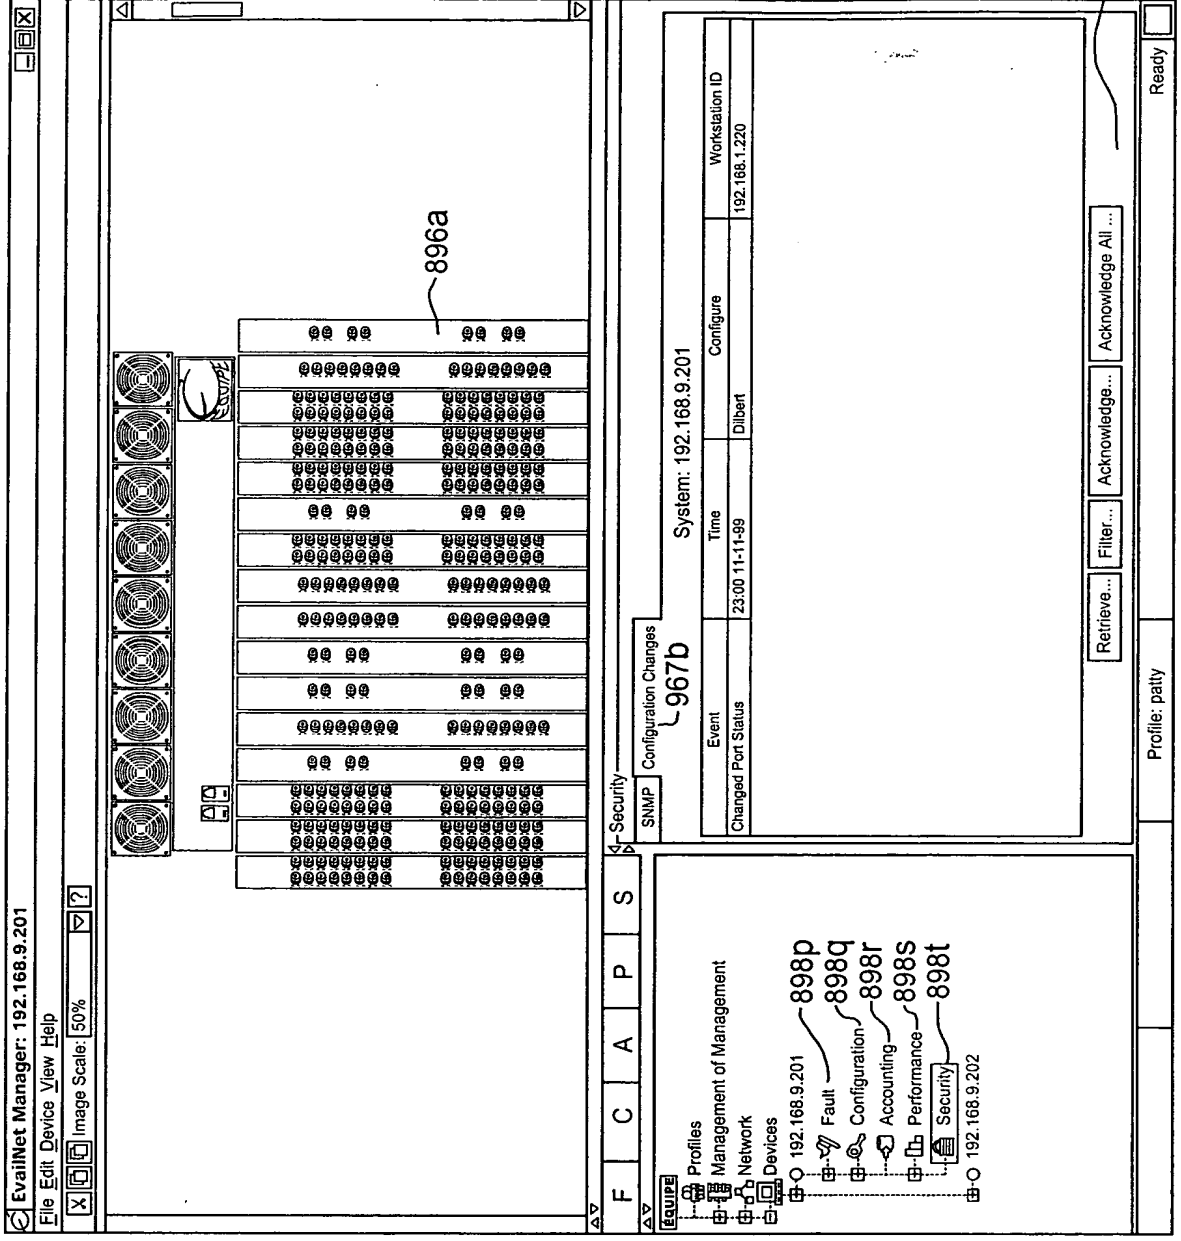 EvailNet Manager: 192.168.9.201
File Edit Device View Help
X Image Scale: 50% ?
EQUIPE
896a
F C A P S
EQUIPE
Profiles
Management of Management
Network
Devices
192.168.9.201
Fault
Configuration
Accounting
Performance
Security
192.168.9.202
898p
898q
898r
898s
898t
Security
SNMP Configuration Changes
967b
System: 192.168.9.201
Event Time Configure Workstation ID
Changed Port Status 23:00 11-11-99 Dilbert 192.168.1.220
Retrieve... Filter... Acknowledge... Acknowledge All ...
Profile: patty Ready